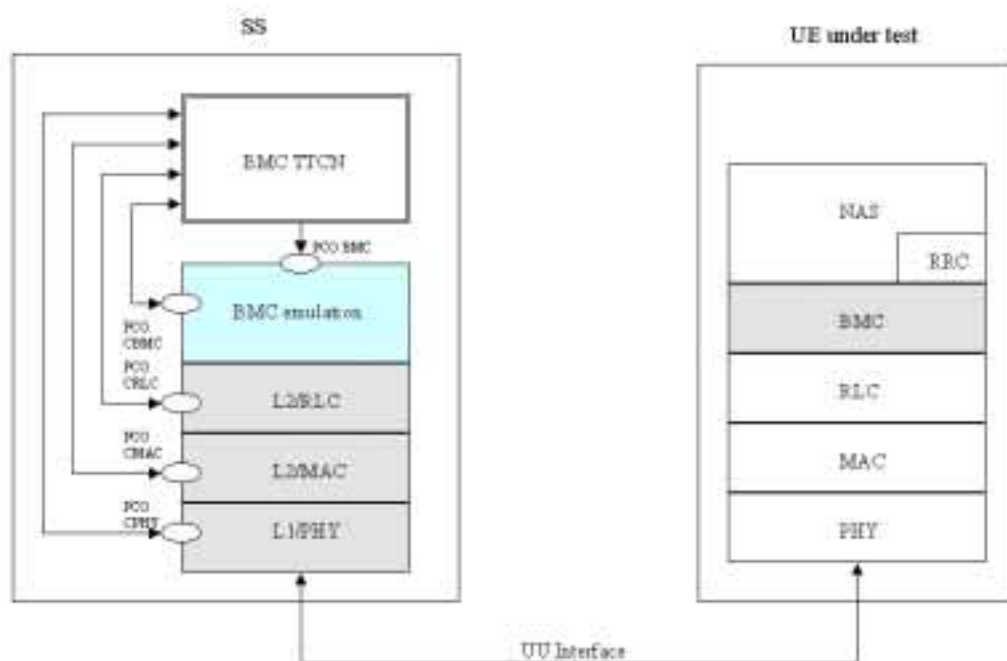 SS
UE under test
BMC TTCN
PCO BMC
BMC emulation
PCO
CBMC
PCO
CRLC
L2/RLC
PCO
CMAC
L2/MAC
PCO
CPHY
L1/PHY
NAS
RRC
BMC
RLC
MAC
PHY
UU Interface